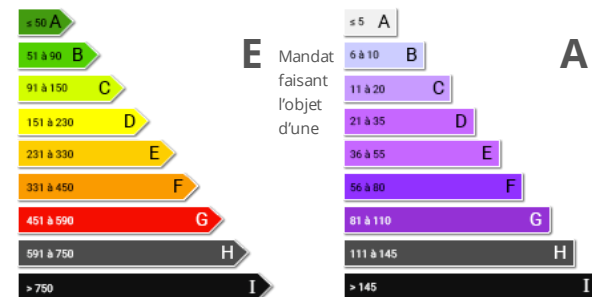 ≤ 50 A
51 à 90 B
91 à 150 C
151 à 230 D
231 à 330 E
331 à 450 F
451 à 590 G
591 à 750 H
> 750 I
E
Mandat
faisant
l'objet
d'une
≤ 5 A
6 à 10 B
11 à 20 C
21 à 35 D
36 à 55 E
56 à 80 F
81 à 110 G
111 à 145 H
> 145 I
A